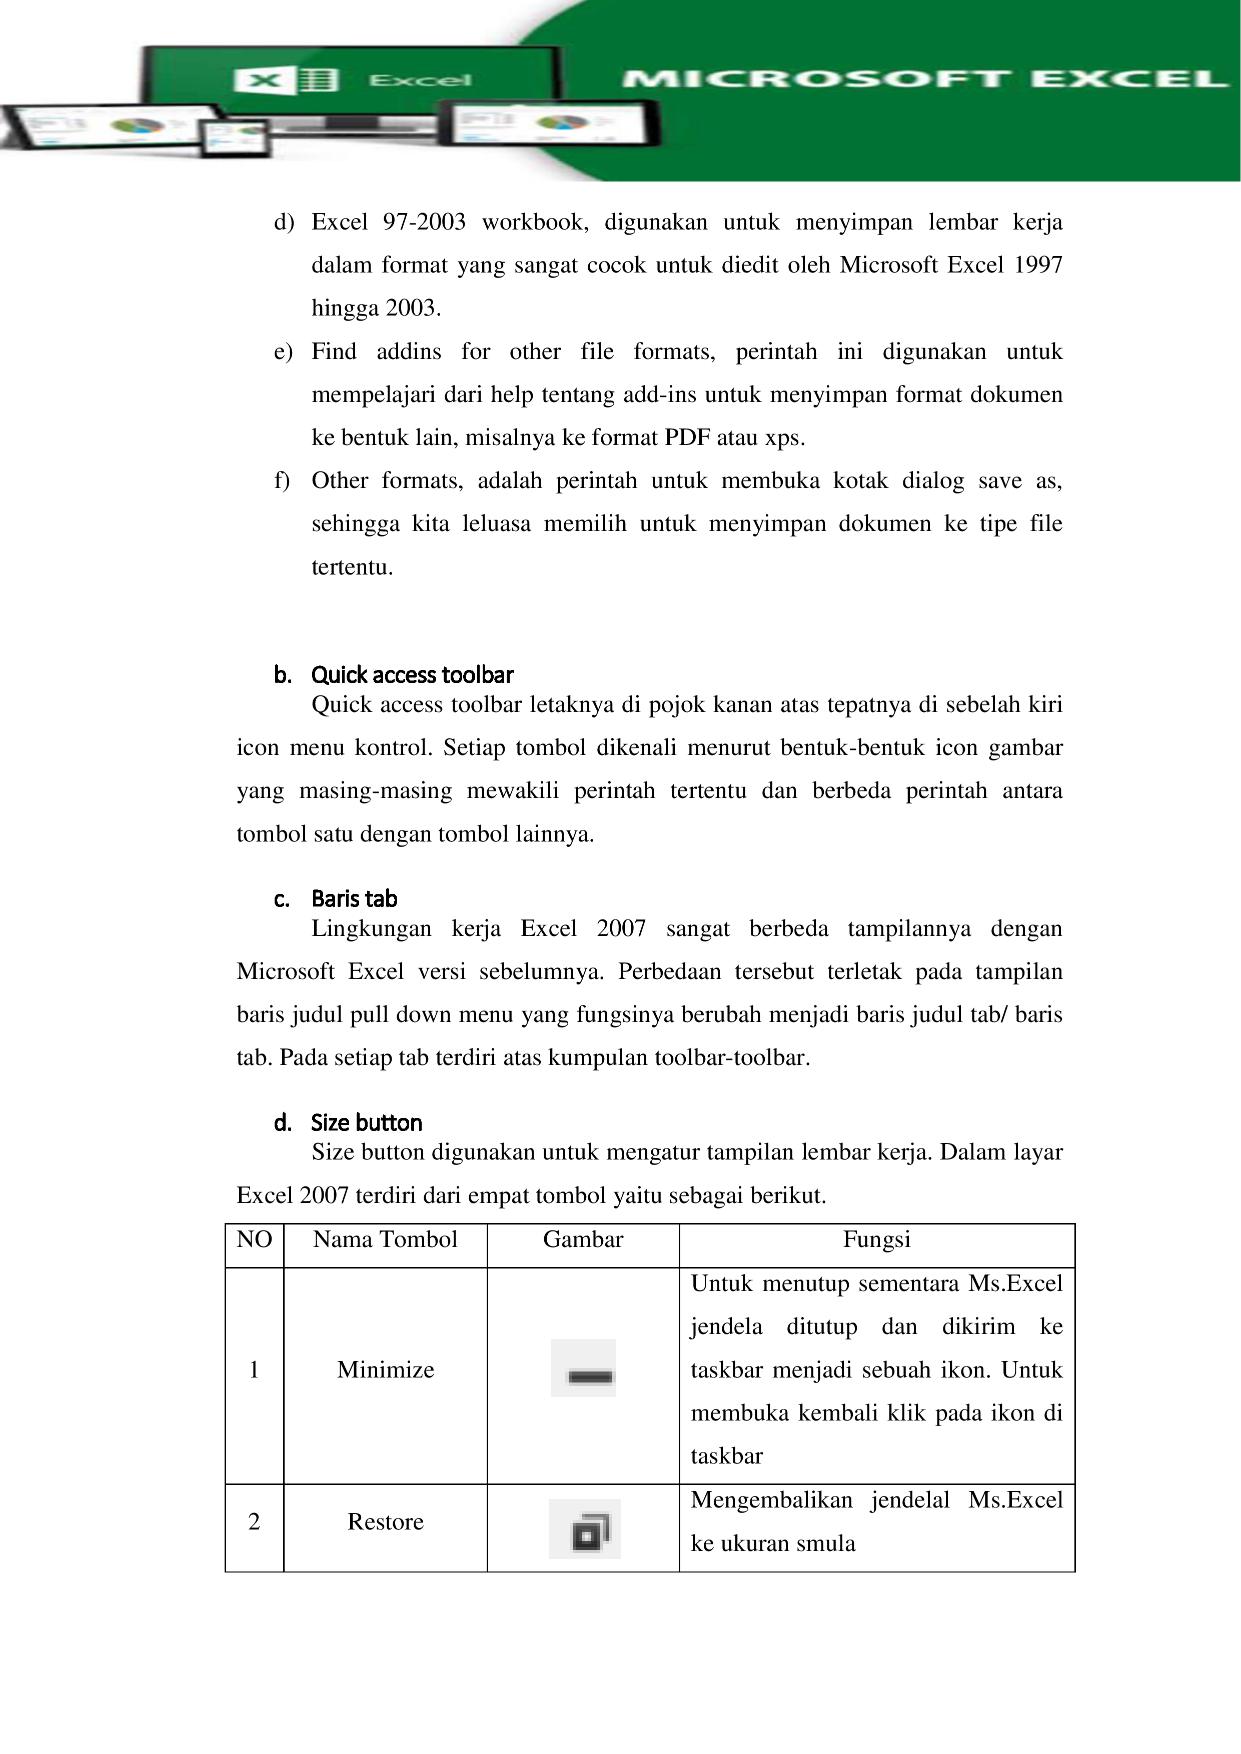 Excel
MICROSOFT EXCEL
d) Excel 97-2003 workbook, digunakan untuk menyimpan lembar kerja
dalam format yang sangat cocok untuk diedit oleh Microsoft Excel 1997
hingga 2003.
e) Find addins for other file formats, perintah ini digunakan untuk
mempelajari dari help tentang add-ins untuk menyimpan format dokumen
ke bentuk lain, misalnya ke format PDF atau xps.
f) Other formats, adalah perintah untuk membuka kotak dialog save as,
sehingga kita leluasa memilih untuk menyimpan dokumen ke tipe file
tertentu.
b. Quick access toolbar
Quick access toolbar letaknya di pojok kanan atas tepatnya di sebelah kiri
icon menu kontrol. Setiap tombol dikenali menurut bentuk-bentuk icon gambar
yang masing-masing mewakili perintah tertentu dan berbeda perintah antara
tombol satu dengan tombol lainnya.
c. Baris tab
Lingkungan kerja Excel 2007 sangat berbeda tampilannya dengan
Microsoft Excel versi sebelumnya. Perbedaan tersebut terletak pada tampilan
baris judul pull down menu yang fungsinya berubah menjadi baris judul tab/ baris
tab. Pada setiap tab terdiri atas kumpulan toolbar-toolbar.
d. Size button
Size button digunakan untuk mengatur tampilan lembar kerja. Dalam layar
Excel 2007 terdiri dari empat tombol yaitu sebagai berikut.
NO Nama Tombol Gambar Fungsi
Untuk menutup sementara Ms.Excel
jendela ditutup dan dikirim ke
1 Minimize taskbar menjadi sebuah ikon. Untuk
membuka kembali klik pada ikon di
taskbar
2 Restore Mengembalikan jendelal Ms.Excel
ke ukuran smula